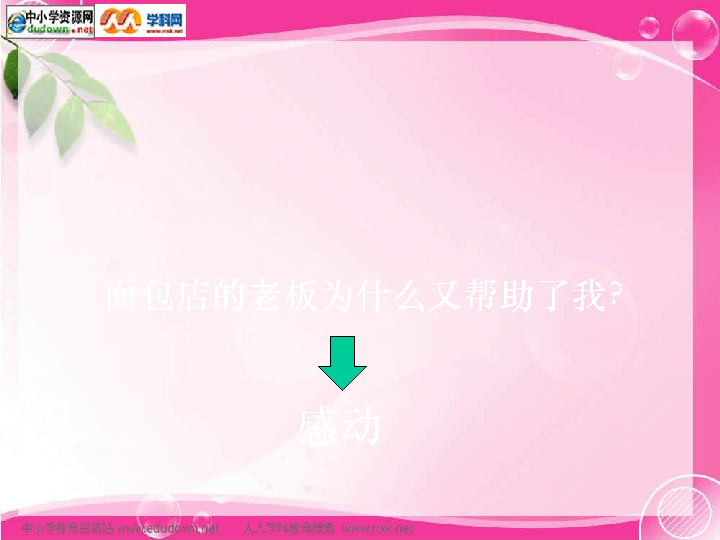 中小学资源网
dudown.net
学科网
www.rrxk.net
面包店的老板为什么又帮助了我?
感动
中小学教育资源站 www.edudown.net 人人学科教育搜索 www.rrxk.net